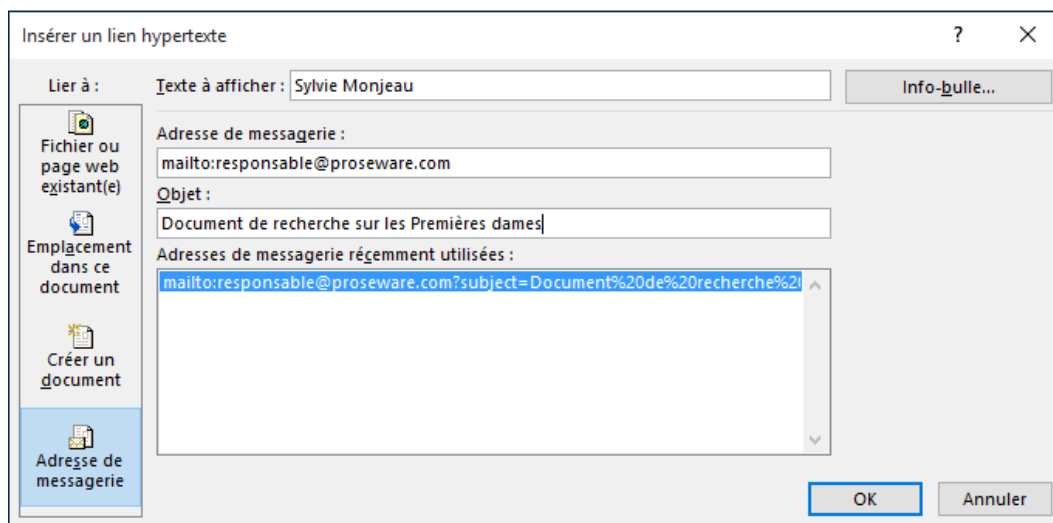 Insérer un lien hypertexte
?
Lier à :
Texte à afficher :
Sylvie Monjeau
Info-bulle...
Fichier ou
page web
existant(e)
Emplacement
dans ce
document
Créer un
document
Adresse de
messagerie
Adresse de messagerie :
mailto:responsable@proseware.com
Objet :
Document de recherche sur les Premières dames
Adresses de messagerie récemment utilisées :
mailto:responsable@proseware.com?subject=Document%20de%20recherche%20
OK
Annuler